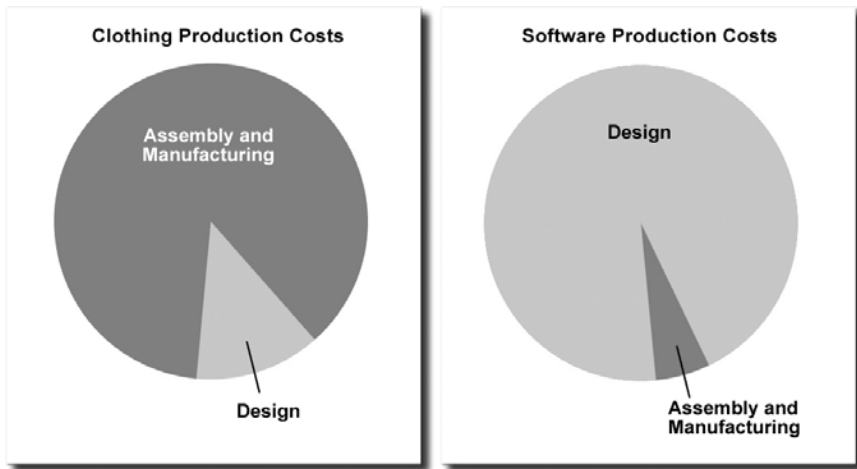 Clothing Production Costs
Assembly and
Manufacturing
Design
Software Production Costs
Design
Assembly and
Manufacturing